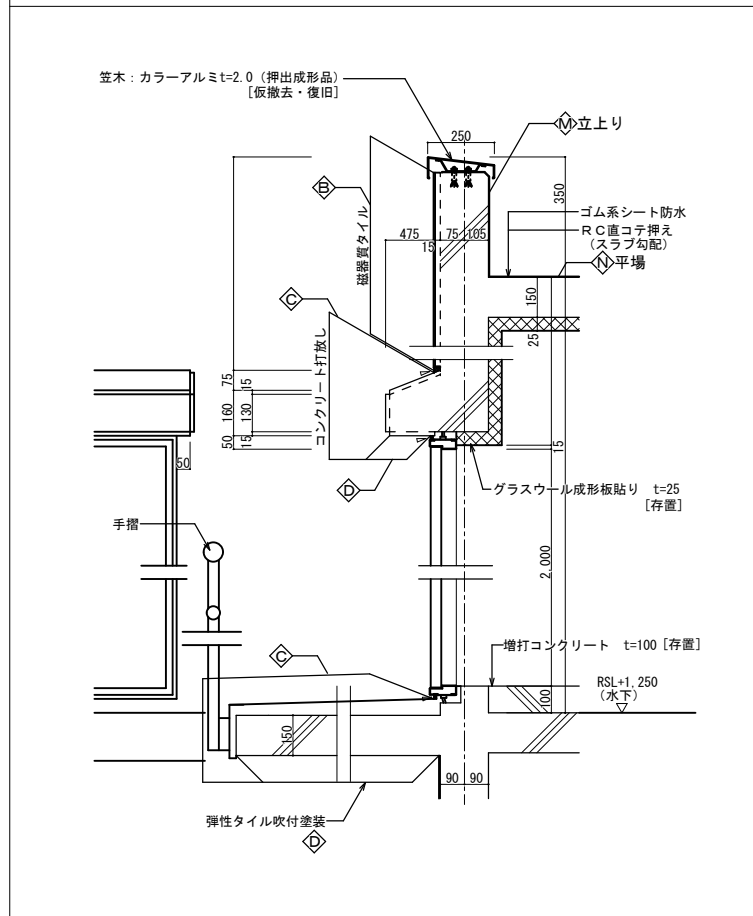 笠木：カラーアルミt=2.0（押出成形品）
[仮撤去・復旧]
250
M 立上り
B
磁器質タイル
475
75
105
15
350
ゴム系シート防水
ＲＣ直コテ押え
（スラブ勾配）
N 平場
C
コンクリート打放し
150
25
75
15
160
130
50
15
15
50
D
グラスウール成形板貼り t=25
[存置]
手摺
2,000
C
増打コンクリート t=100 [存置]
RSL+1,250
（水下）
100
150
90
90
弾性タイル吹付塗装
D